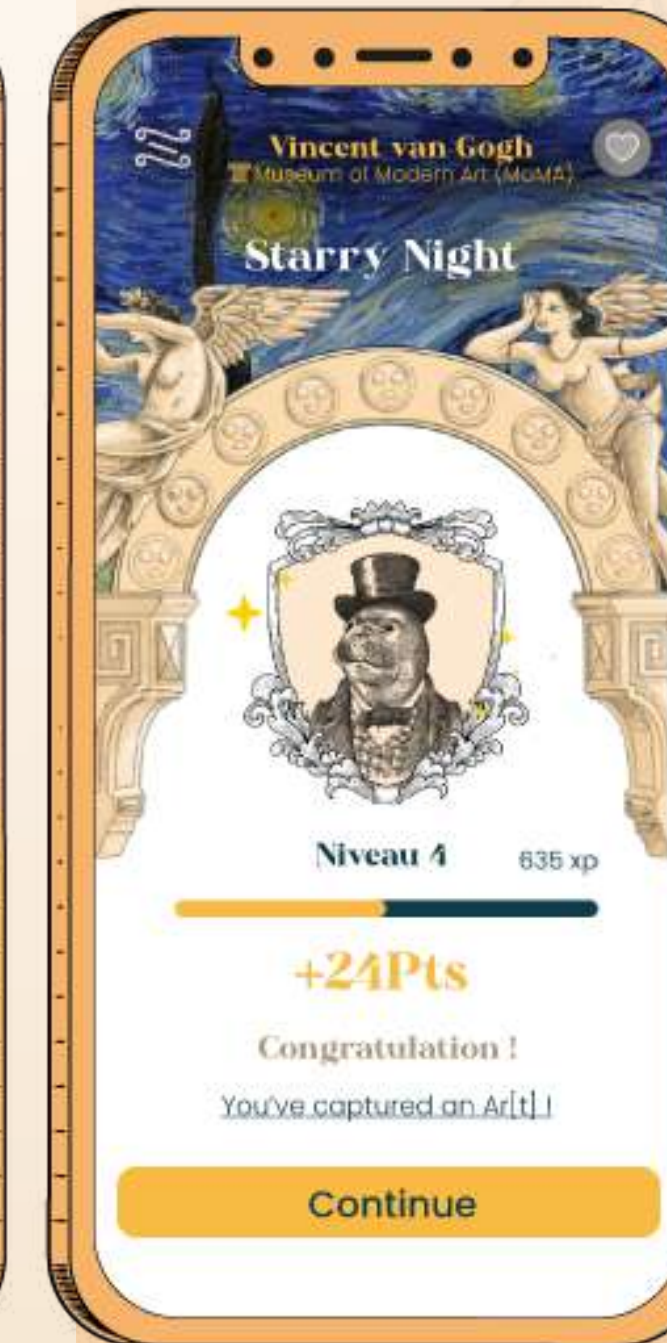 Vincent van Gogh
Museum of Modern Art (MoMA)
Starry Night
Niveau 4
635 xp
+24Pts
Congratulation !
You've captured an Ar[t] !
Continue